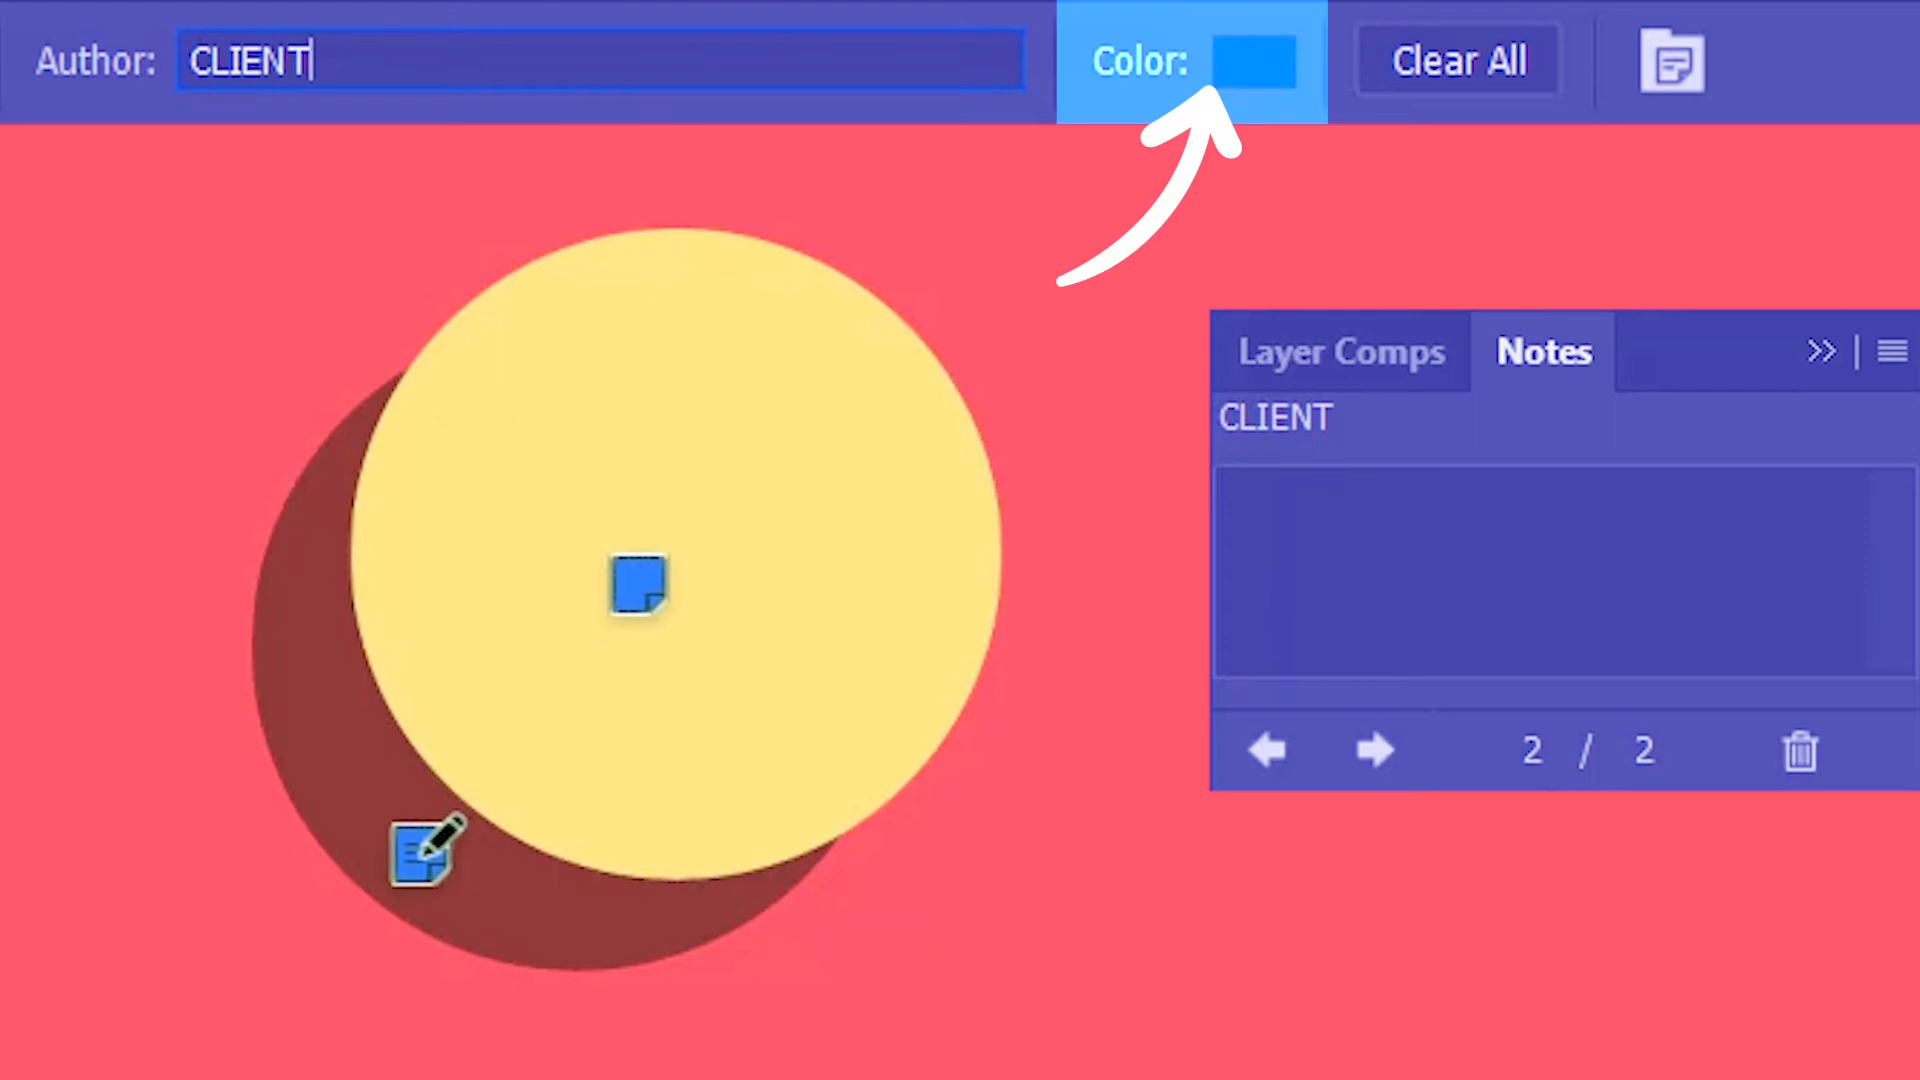 Author: CLIENT Color: Clear All
Layer Comps Notes
CLIENT
2 / 2